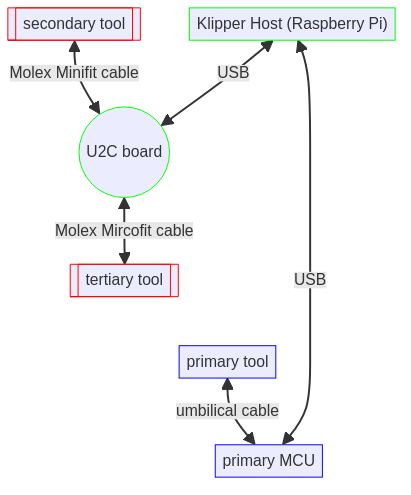 secondary tool
Klipper Host (Raspberry Pi)
Molex Minifit cable
USB
U2C board
Molex Mircofit cable
tertiary tool
USB
primary tool
umbilical cable
primary MCU